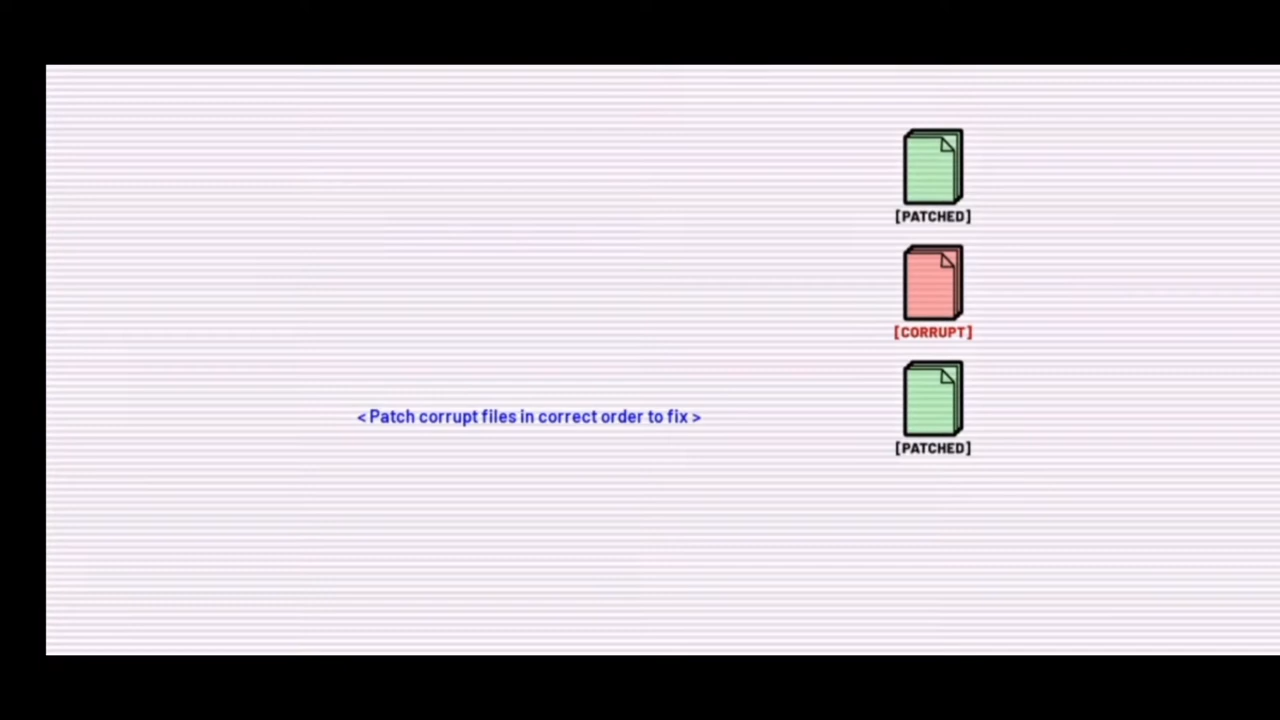 [PATCHED]
[CORRUPT]
< Patch corrupt files in correct order to fix >
[PATCHED]